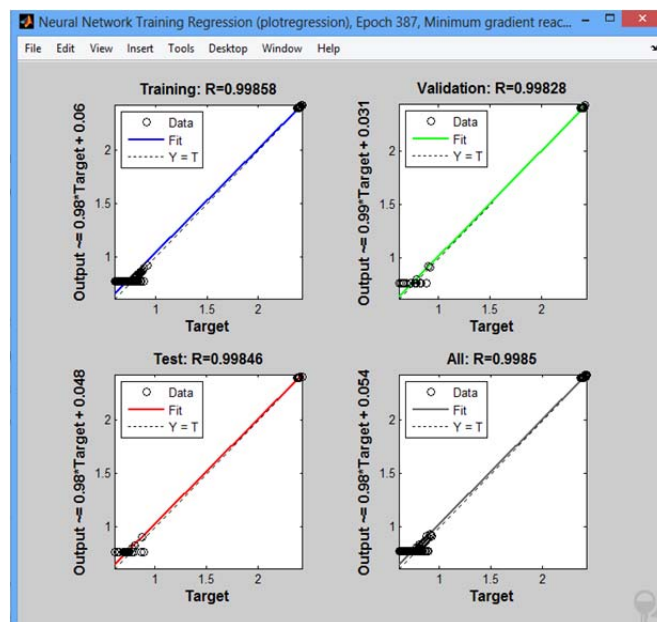 Neural Network Training Regression (plotregression), Epoch 387, Minimum gradient reac...
File Edit View Insert Tools Desktop Window Help
Training: R=0.99858
Output ~= 0.98*Target + 0.06
Data
Fit
Y = T
2
1.5
1
1 1.5 2
Target
Validation: R=0.99828
Output ~= 0.99*Target + 0.031
Data
Fit
Y = T
2
1.5
1
1 1.5 2
Target
Test: R=0.99846
Output ~= 0.98*Target + 0.048
Data
Fit
Y = T
2
1.5
1
1 1.5 2
Target
All: R=0.9985
Output ~= 0.98*Target + 0.054
Data
Fit
Y = T
2
1.5
1
1 1.5 2
Target